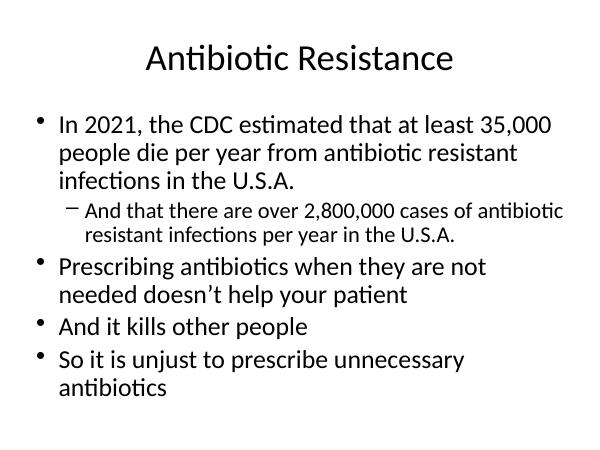 Antibiotic Resistance
• In 2021, the CDC estimated that at least 35,000
people die per year from antibiotic resistant
infections in the U.S.A.
– And that there are over 2,800,000 cases of antibiotic
resistant infections per year in the U.S.A.
• Prescribing antibiotics when they are not
needed doesn’t help your patient
• And it kills other people
• So it is unjust to prescribe unnecessary
antibiotics